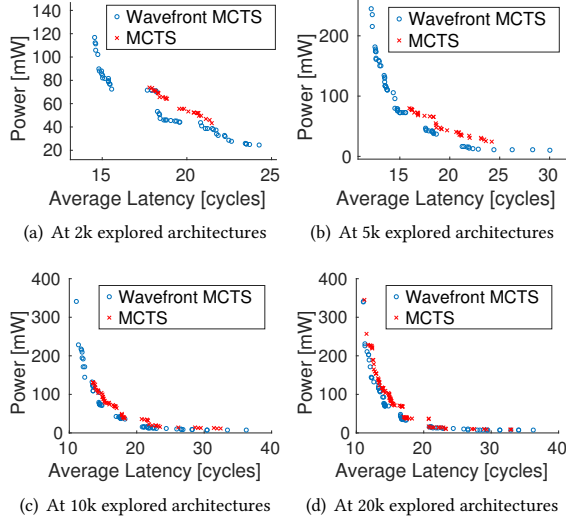 140
120
100
80
60
40
20
Power [mW]
Wavefront MCTS
MCTS
15 20 25
Average Latency [cycles]
(a) At 2k explored architectures
200
100
0
Power [mW]
Wavefront MCTS
MCTS
15 20 25 30
Average Latency [cycles]
(b) At 5k explored architectures
400
300
200
100
0
Power [mW]
Wavefront MCTS
MCTS
10 20 30 40
Average Latency [cycles]
(c) At 10k explored architectures
400
300
200
100
0
Power [mW]
Wavefront MCTS
MCTS
10 20 30 40
Average Latency [cycles]
(d) At 20k explored architectures